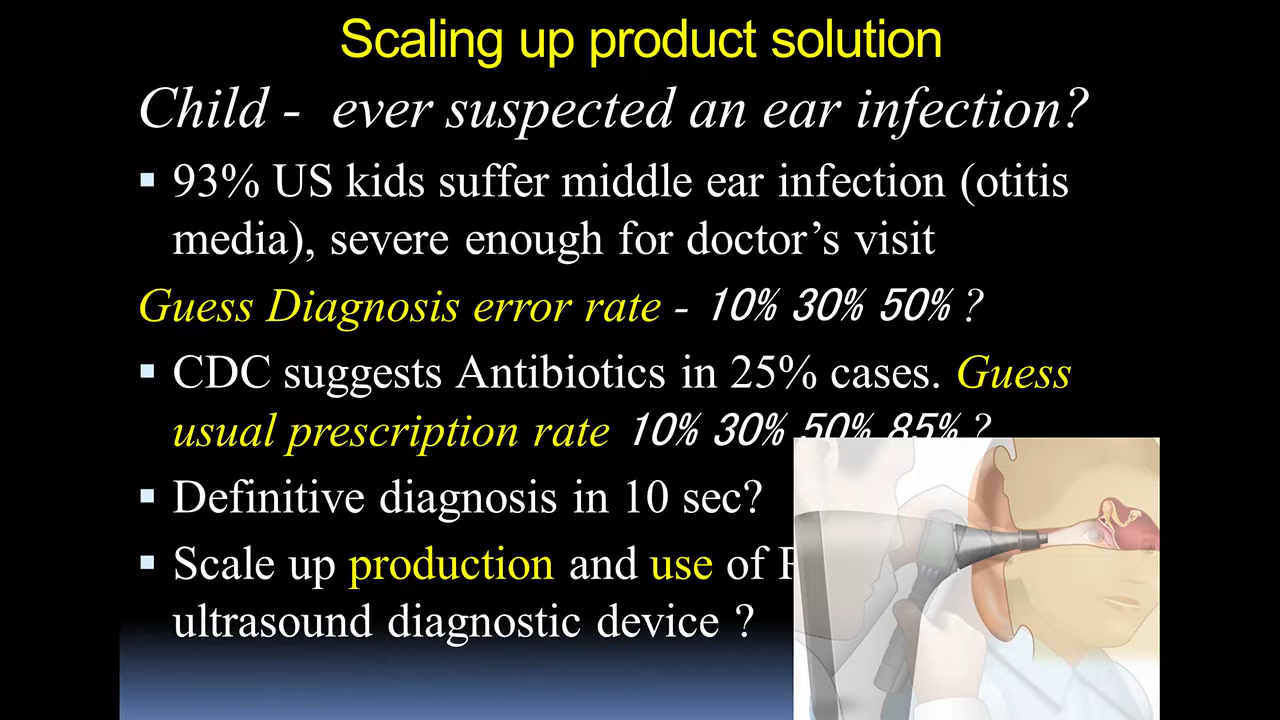 Scaling up product solution
Child - ever suspected an ear infection?
▪ 93% US kids suffer middle ear infection (otitis
media), severe enough for doctor’s visit
Guess Diagnosis error rate - 10% 30% 50% ?
▪ CDC suggests Antibiotics in 25% cases. Guess
usual prescription rate 10% 30% 50% 85% ?
▪ Definitive diagnosis in 10 sec?
▪ Scale up production and use of
ultrasound diagnostic device ?